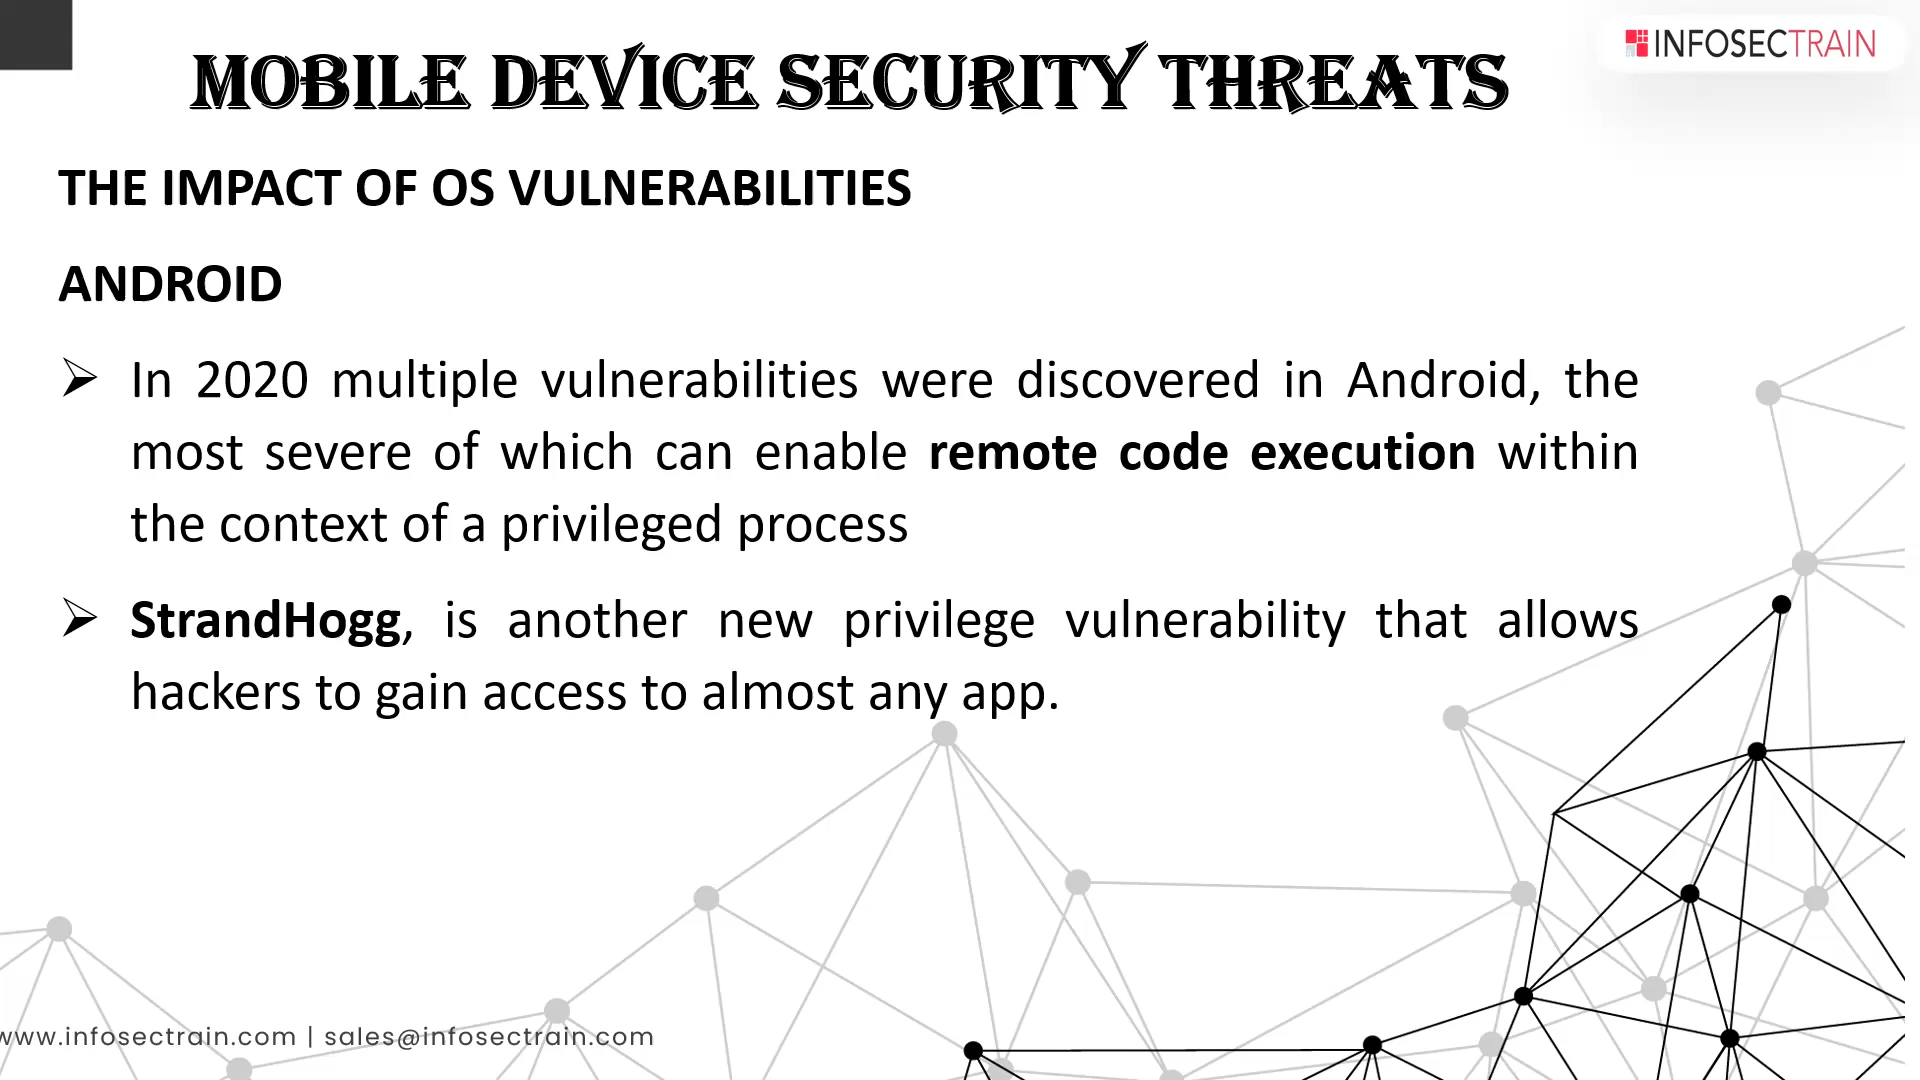 MOBILE DEVICE SECURITY THREATS
INFOSECTRAIN
THE IMPACT OF OS VULNERABILITIES
ANDROID
In 2020 multiple vulnerabilities were discovered in Android, the
most severe of which can enable remote code execution within
the context of a privileged process
StrandHogg, is another new privilege vulnerability that allows
hackers to gain access to almost any app.
www.infosectrain.com | sales@infosectrain.com